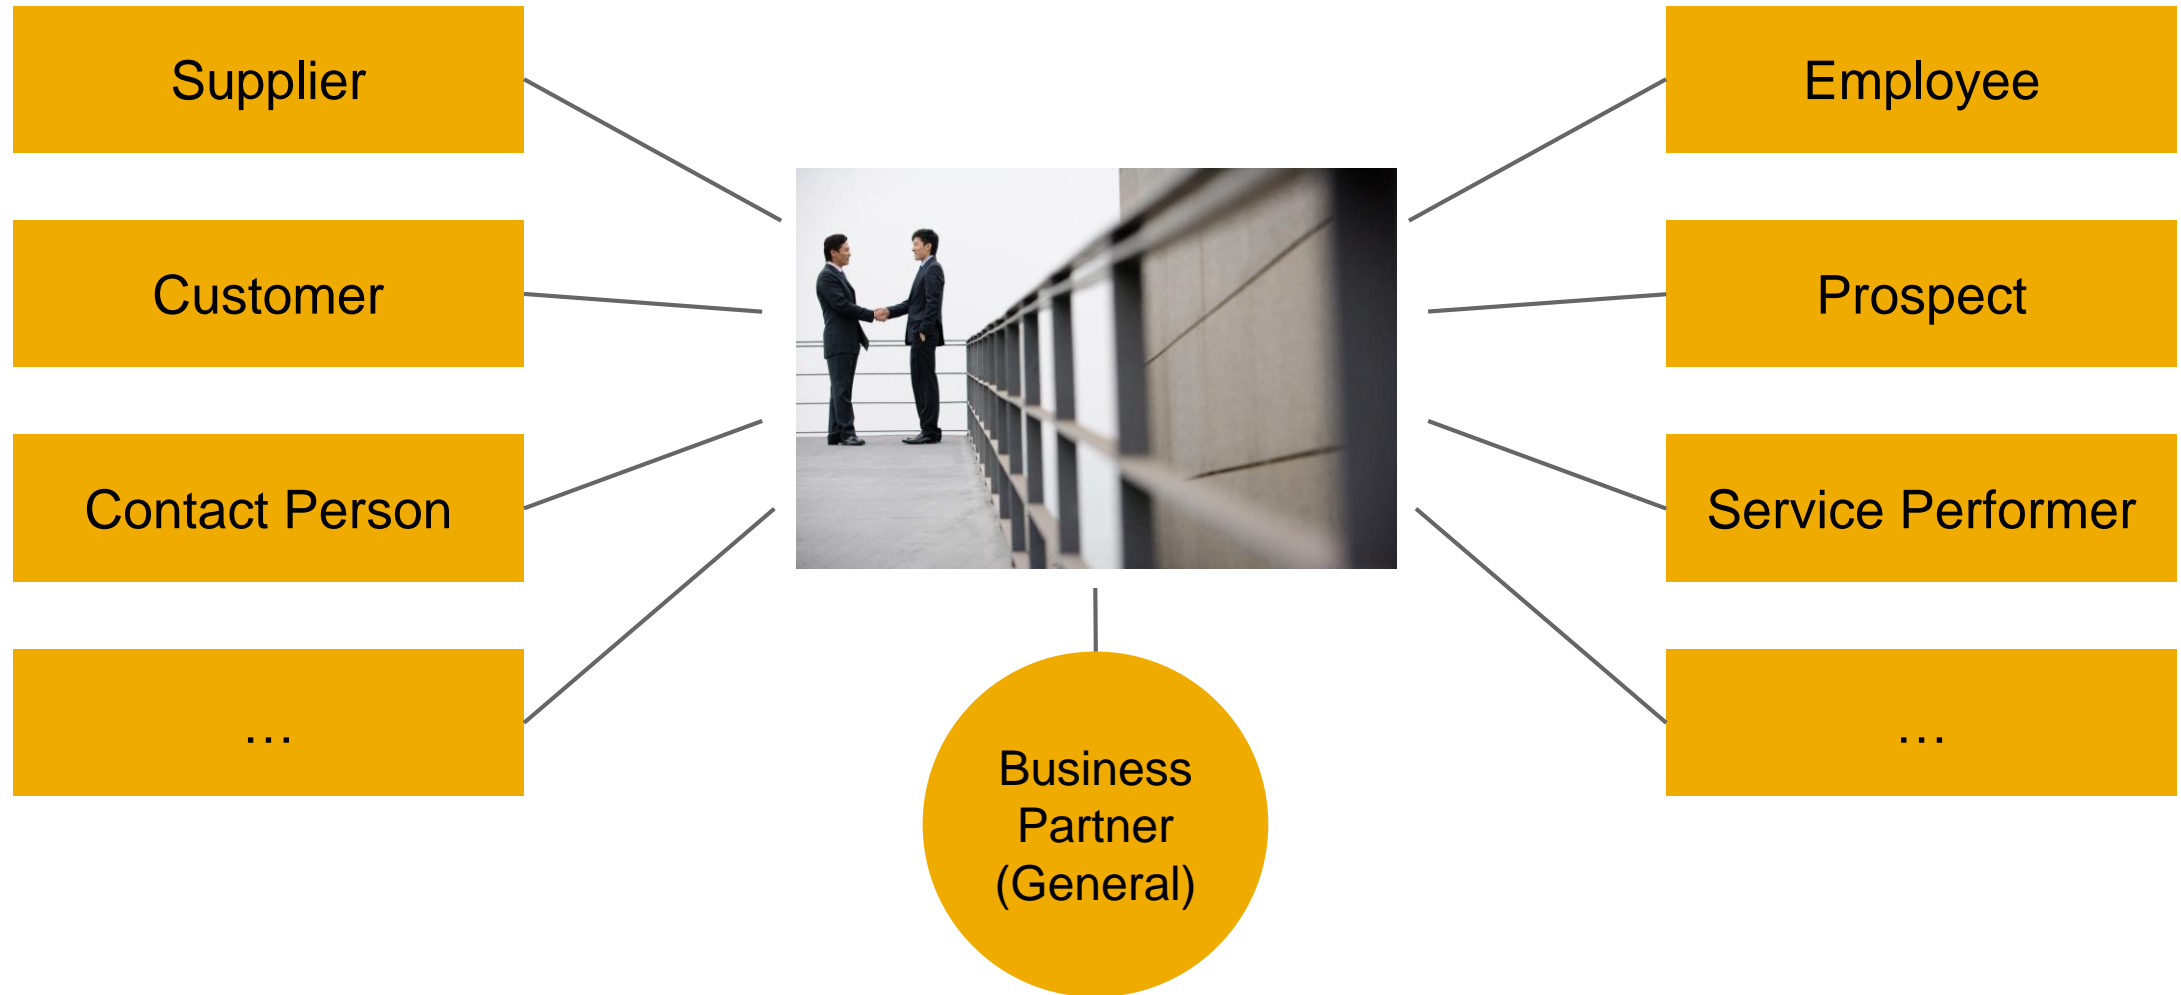 Supplier
Customer
Contact Person
…
Employee
Prospect
Service Performer
…
Business
Partner
(General)